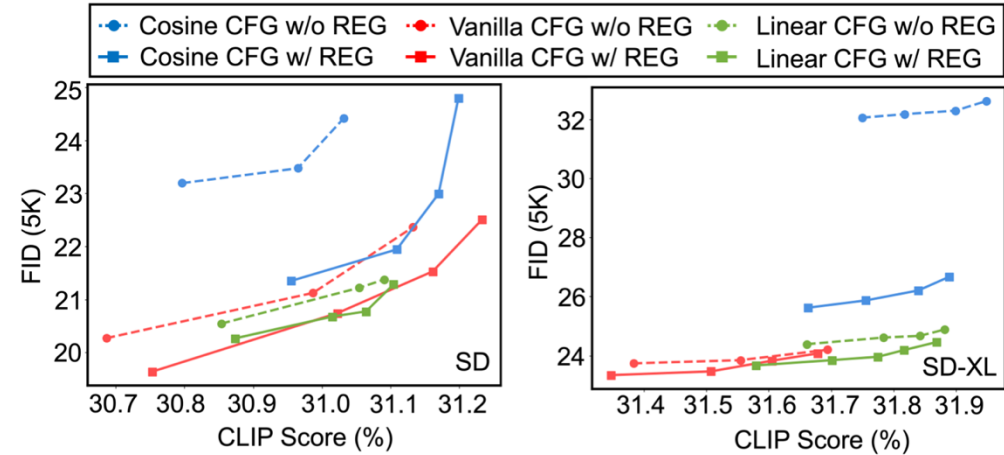 Cosine CFG w/o REG Vanilla CFG w/o REG Linear CFG w/o REG
Cosine CFG w/ REG Vanilla CFG w/ REG Linear CFG w/ REG
25
24
23
22
21
20
FID (5K)
SD
30.7 30.8 30.9 31.0 31.1 31.2
CLIP Score (%)
32
30
28
26
24
FID (5K)
SD-XL
31.4 31.5 31.6 31.7 31.8 31.9
CLIP Score (%)